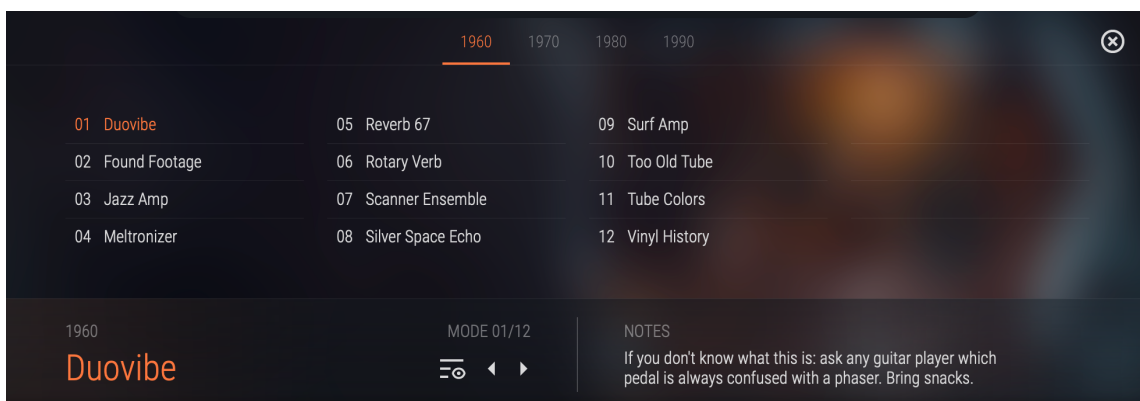 1960 1970 1980 1990
01 Duovibe
02 Found Footage
03 Jazz Amp
04 Meltronizer
05 Reverb 67
06 Rotary Verb
07 Scanner Ensemble
08 Silver Space Echo
09 Surf Amp
10 Too Old Tube
11 Tube Colors
12 Vinyl History
1960
Duovibe
MODE 01/12
NOTES
If you don't know what this is: ask any guitar player which
pedal is always confused with a phaser. Bring snacks.